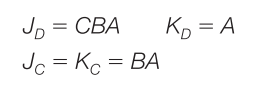 J_D = CBA K_D = A
J_C = K_C = BA